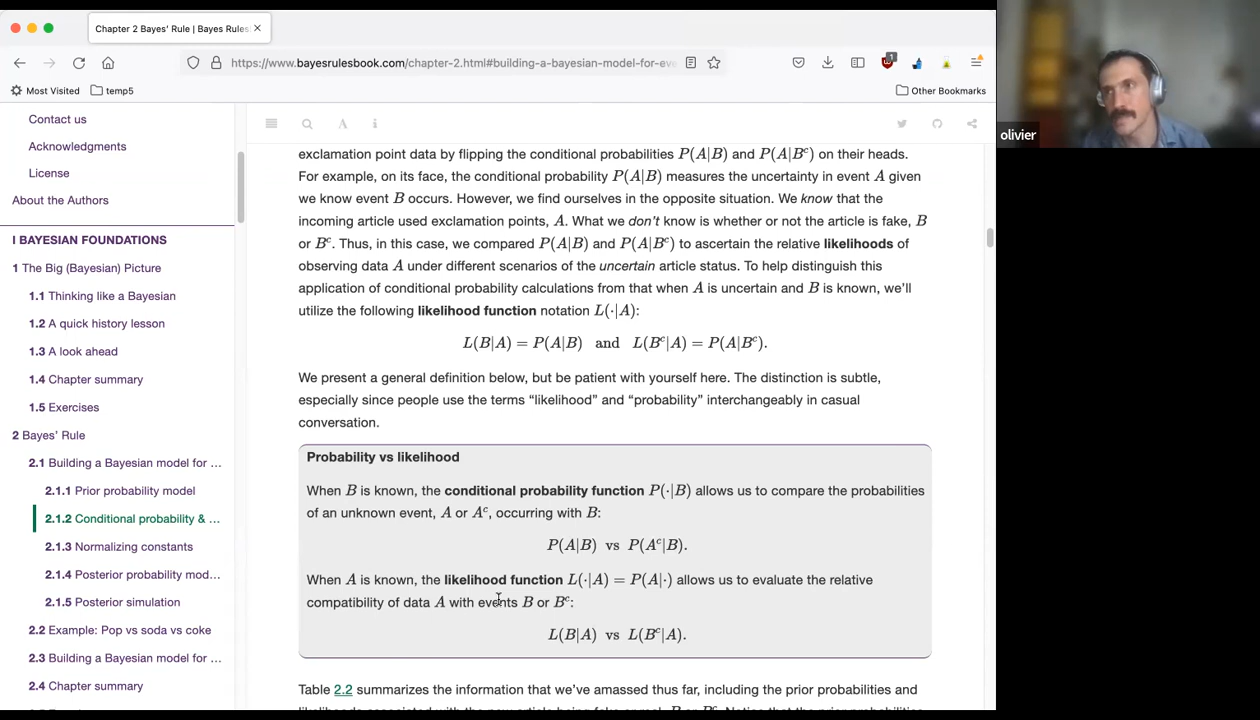 Chapter 2 Bayes' Rule | Bayes Rules
https://www.bayesrulesbook.com/chapter-2.html#building-a-bayesian-model-for-eve
1
Most Visited
temp5
Other Bookmarks
olivier
Contact us
Acknowledgments
License
About the Authors
I BAYESIAN FOUNDATIONS
1 The Big (Bayesian) Picture
1.1 Thinking like a Bayesian
1.2 A quick history lesson
1.3 A look ahead
1.4 Chapter summary
1.5 Exercises
2 Bayes' Rule
2.1 Building a Bayesian model for ...
2.1.1 Prior probability model
2.1.2 Conditional probability & ...
2.1.3 Normalizing constants
2.1.4 Posterior probability mod...
2.1.5 Posterior simulation
2.2 Example: Pop vs soda vs coke
2.3 Building a Bayesian model for ...
2.4 Chapter summary
A
i
exclamation point data by flipping the conditional probabilities P(A|B) and P(A|Bᶜ) on their heads.
For example, on its face, the conditional probability P(A|B) measures the uncertainty in event A given
we know event B occurs. However, we find ourselves in the opposite situation. We know that the
incoming article used exclamation points, A. What we don't know is whether or not the article is fake, B
or Bᶜ. Thus, in this case, we compared P(A|B) and P(A|Bᶜ) to ascertain the relative likelihoods of
observing data A under different scenarios of the uncertain article status. To help distinguish this
application of conditional probability calculations from that when A is uncertain and B is known, we'll
utilize the following likelihood function notation L(·|A):
L(B|A) = P(A|B) and L(Bᶜ|A) = P(A|Bᶜ).
We present a general definition below, but be patient with yourself here. The distinction is subtle,
especially since people use the terms "likelihood" and "probability" interchangeably in casual
conversation.
Probability vs likelihood
When B is known, the conditional probability function P(·|B) allows us to compare the probabilities
of an unknown event, A or Aᶜ, occurring with B:
P(A|B) vs P(Aᶜ|B).
When A is known, the likelihood function L(·|A) = P(A|·) allows us to evaluate the relative
compatibility of data A with events B or Bᶜ:
L(B|A) vs L(Bᶜ|A).
Table 2.2 summarizes the information that we've amassed thus far, including the prior probabilities and